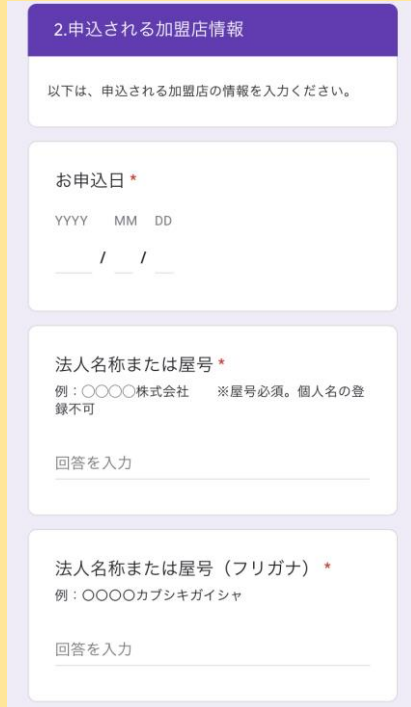 2.申込される加盟店情報
以下は、申込される加盟店の情報を入力ください。
お申込日 *
YYYY MM DD
/ /
法人名称または屋号 *
例：◯◯◯◯株式会社　　※屋号必須。個人名の登
録不可
回答を入力
法人名称または屋号（フリガナ） *
例：〇〇〇〇カブシキガイシャ
回答を入力